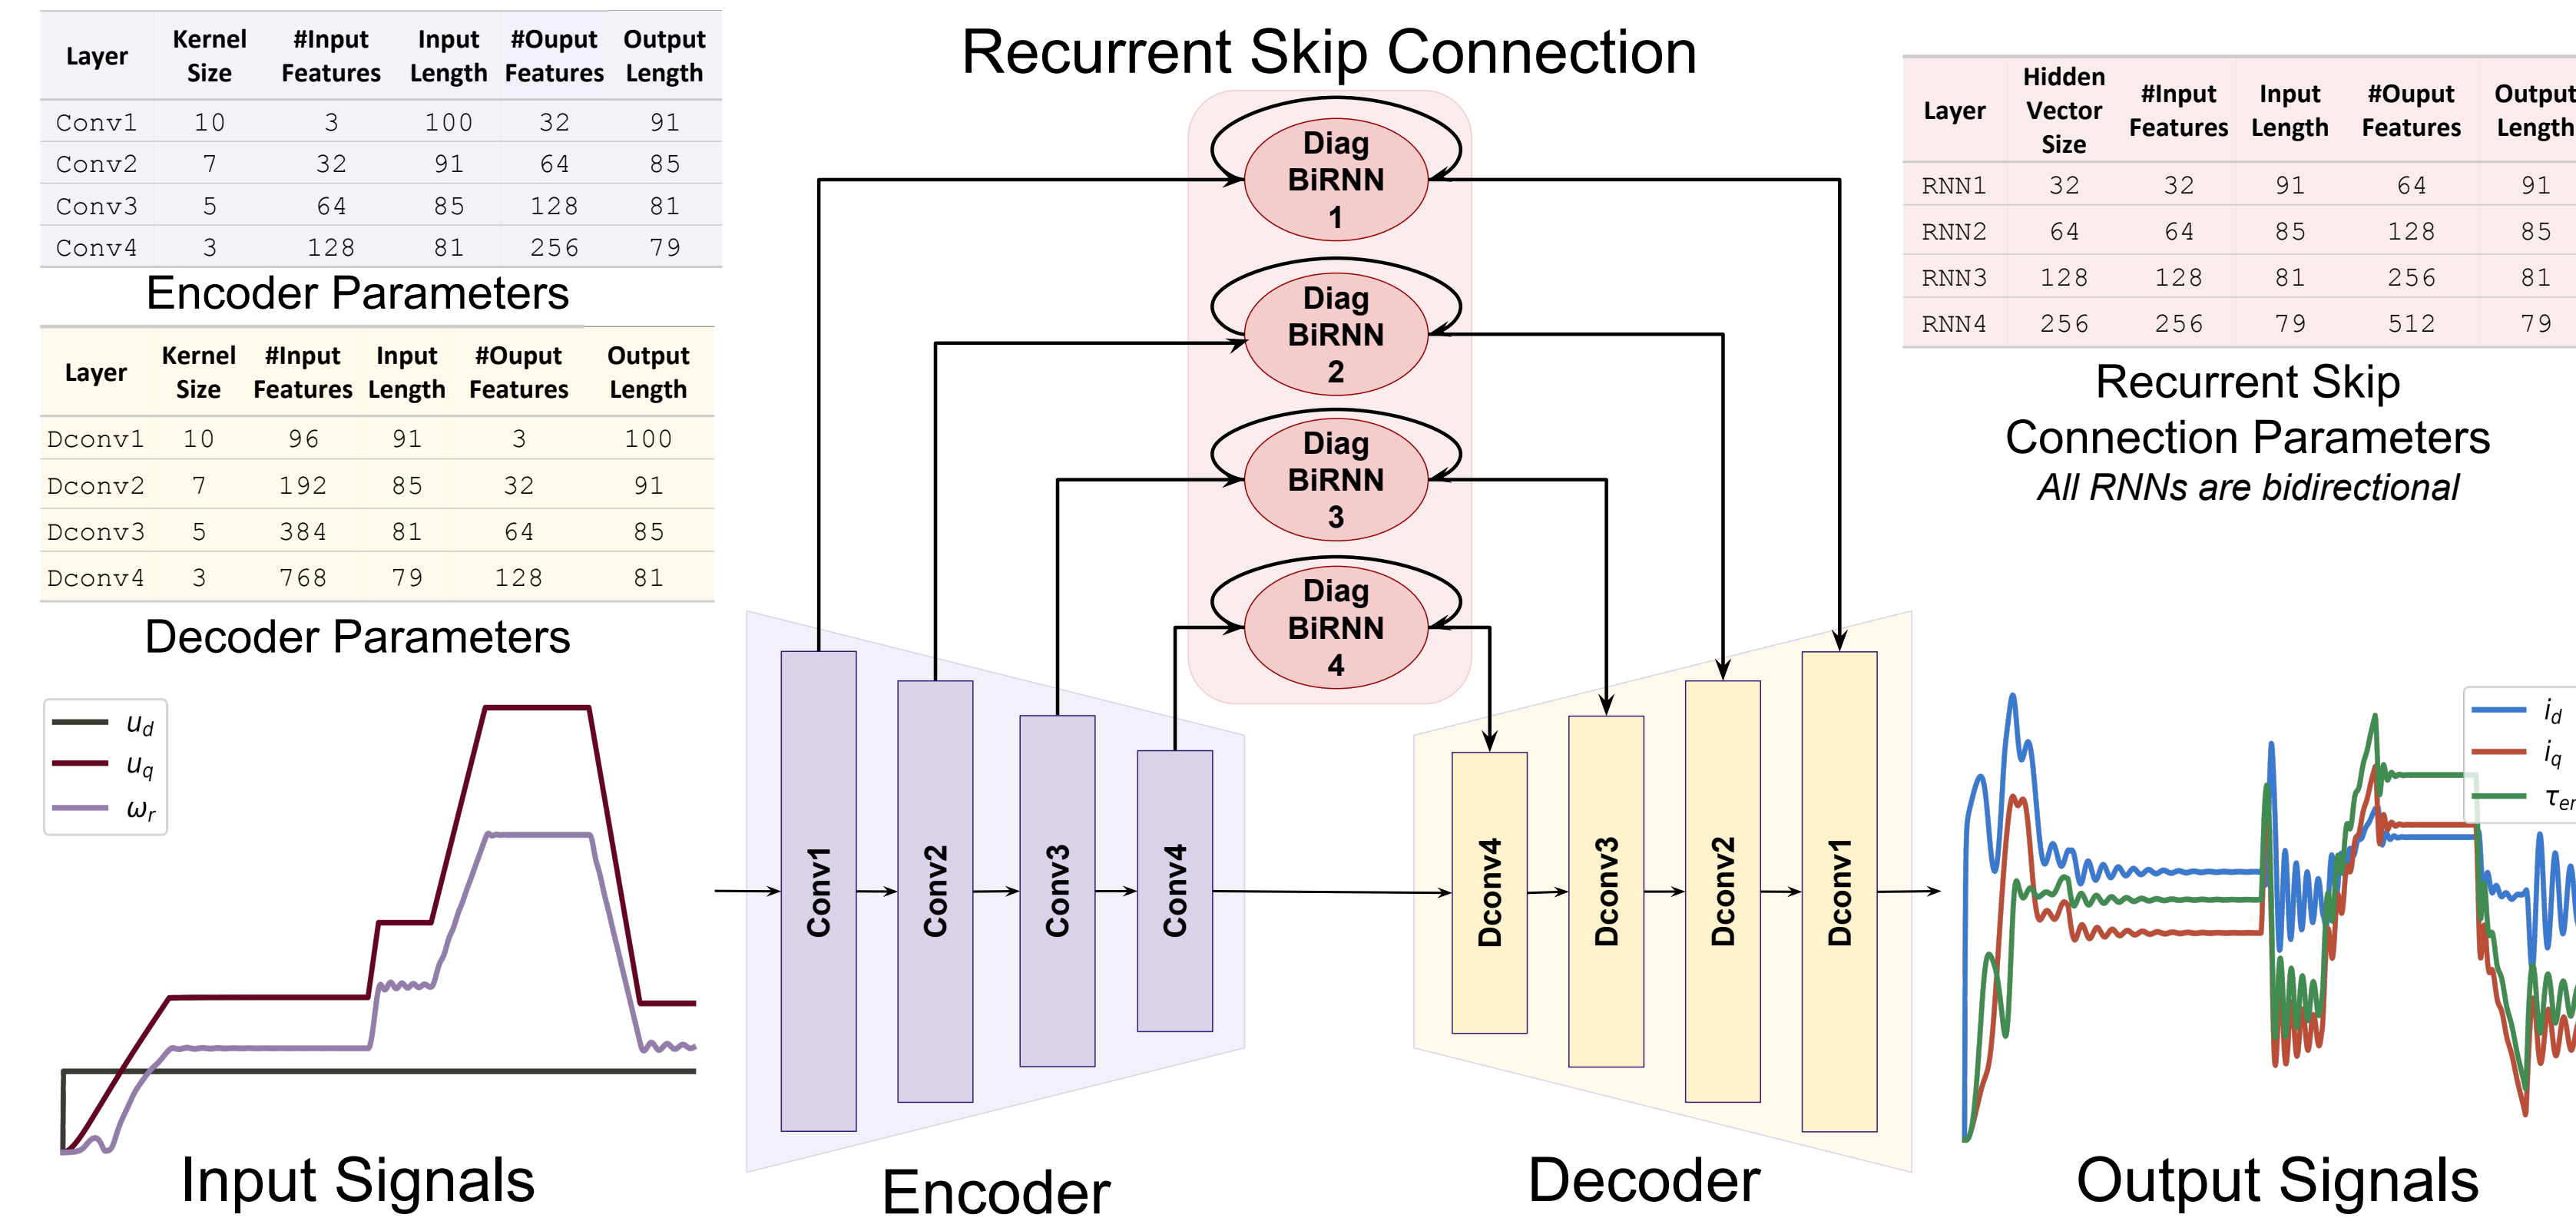 Layer Kernel Size #Input Features Input Length #Ouput Features Output Length
Conv1 10 3 100 32 91
Conv2 7 32 91 64 85
Conv3 5 64 85 128 81
Conv4 3 128 81 256 79
Encoder Parameters
Layer Kernel Size #Input Features Input Length #Ouput Features Output Length
Dconv1 10 96 91 3 100
Dconv2 7 192 85 32 91
Dconv3 5 384 81 64 85
Dconv4 3 768 79 128 81
Decoder Parameters
u_d
u_q
ω_r
Input Signals
Recurrent Skip Connection
Diag
BiRNN
1
Diag
BiRNN
2
Diag
BiRNN
3
Diag
BiRNN
4
Conv1
Conv2
Conv3
Conv4
Encoder
Dconv4
Dconv3
Dconv2
Dconv1
Decoder
Layer Hidden Vector Size #Input Features Input Length #Ouput Features Output Length
RNN1 32 32 91 64 91
RNN2 64 64 85 128 85
RNN3 128 128 81 256 81
RNN4 256 256 79 512 79
Recurrent Skip
Connection Parameters
All RNNs are bidirectional
i_d
i_q
Output Signals